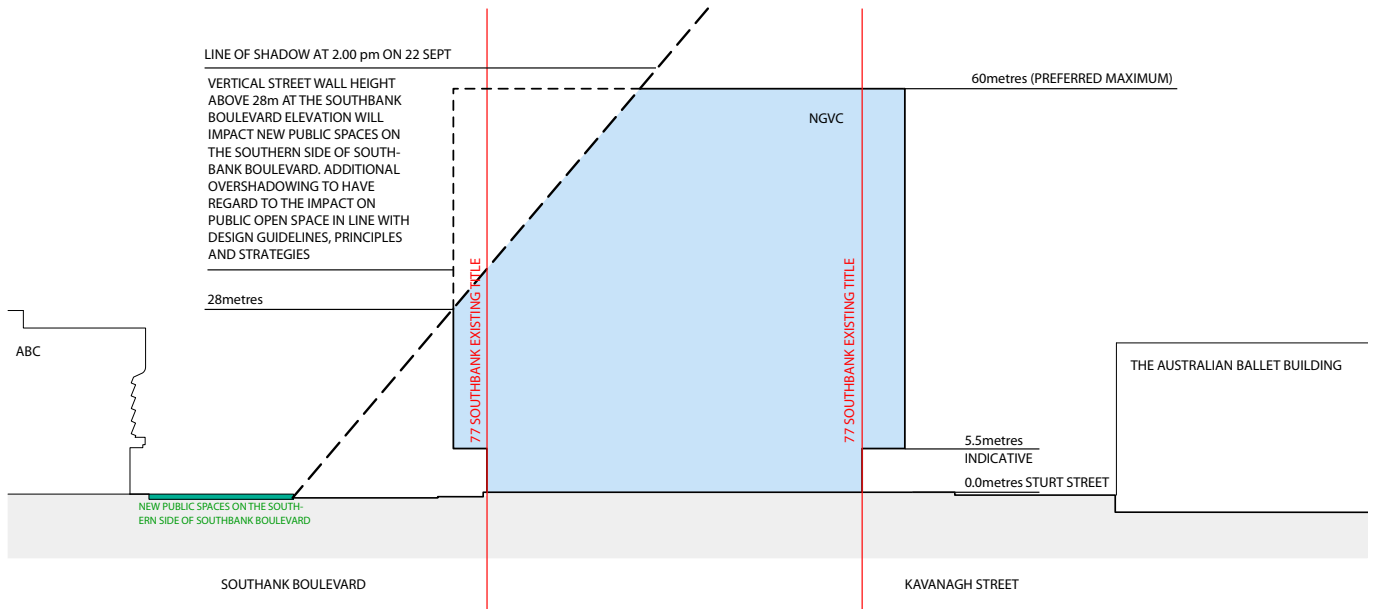 LINE OF SHADOW AT 2.00 pm ON 22 SEPT
VERTICAL STREET WALL HEIGHT
ABOVE 28m AT THE SOUTHBANK
BOULEVARD ELEVATION WILL
IMPACT NEW PUBLIC SPACES ON
THE SOUTHERN SIDE OF SOUTH-
BANK BOULEVARD. ADDITIONAL
OVERSHADOWING TO HAVE
REGARD TO THE IMPACT ON
PUBLIC OPEN SPACE IN LINE WITH
DESIGN GUIDELINES, PRINCIPLES
AND STRATEGIES
28metres
60metres (PREFERRED MAXIMUM)
NGVC
77 SOUTHBANK EXISTING TITLE
77 SOUTHBANK EXISTING TITLE
ABC
THE AUSTRALIAN BALLET BUILDING
5.5metres
INDICATIVE
0.0metres STURT STREET
NEW PUBLIC SPACES ON THE SOUTH-
ERN SIDE OF SOUTHBANK BOULEVARD
SOUTHANK BOULEVARD
KAVANAGH STREET